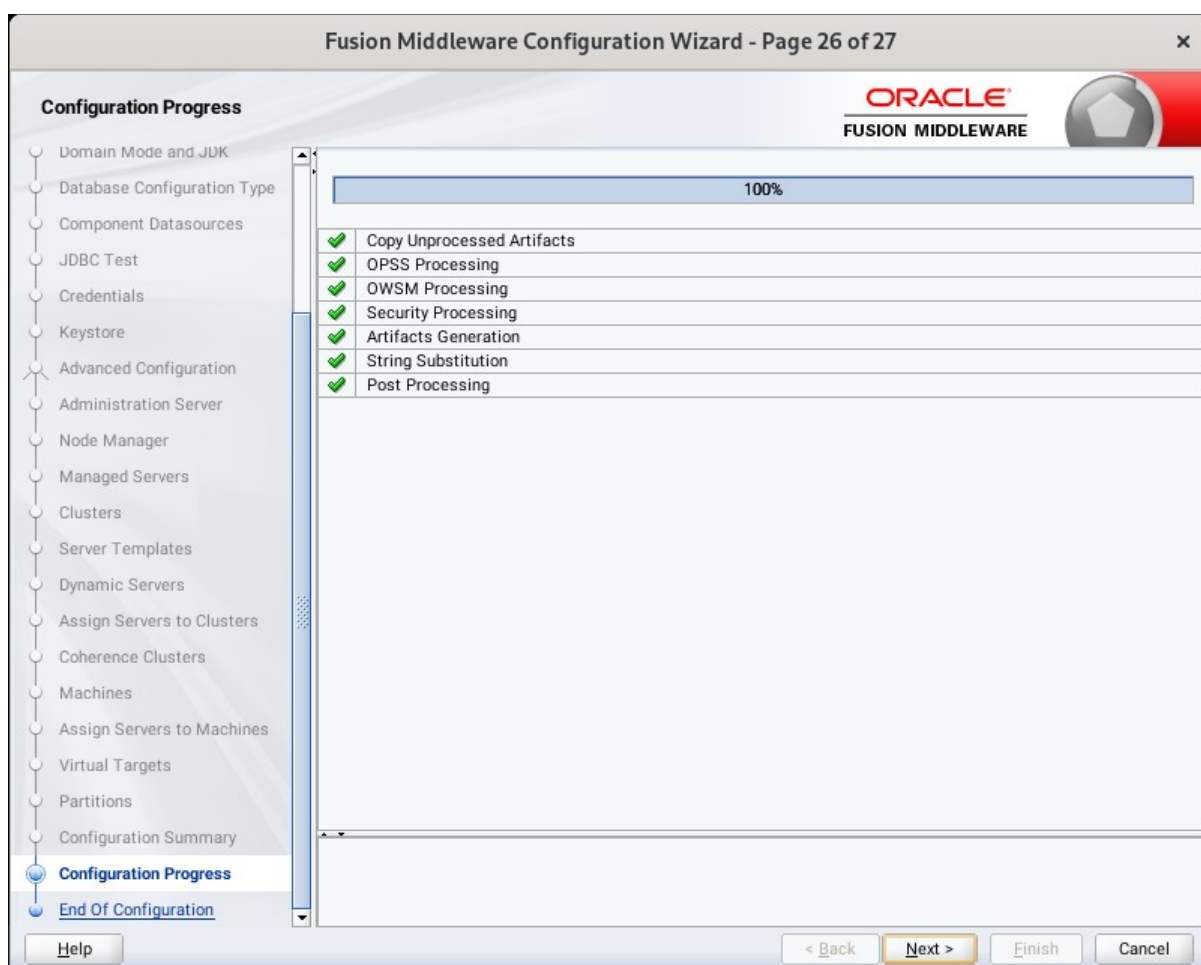 Fusion Middleware Configuration Wizard - Page 26 of 27
Configuration Progress
ORACLE
FUSION MIDDLEWARE
Domain Mode and JDK
Database Configuration Type
Component Datasources
JDBC Test
Credentials
Keystore
Advanced Configuration
Administration Server
Node Manager
Managed Servers
Clusters
Server Templates
Dynamic Servers
Assign Servers to Clusters
Coherence Clusters
Machines
Assign Servers to Machines
Virtual Targets
Partitions
Configuration Summary
Configuration Progress
End Of Configuration
100%
Copy Unprocessed Artifacts
OPSS Processing
OWSM Processing
Security Processing
Artifacts Generation
String Substitution
Post Processing
Help
< Back
Next >
Finish
Cancel